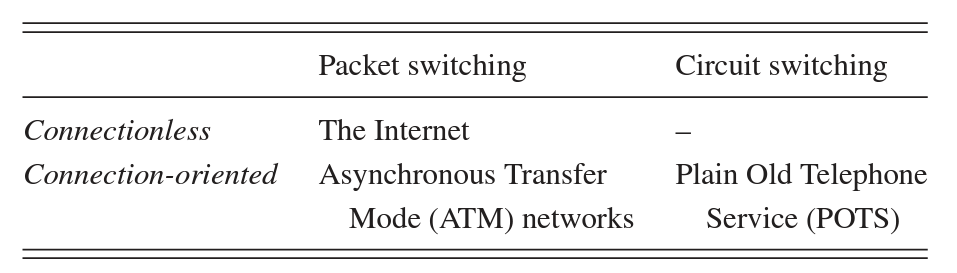 Packet switching Circuit switching
Connectionless The Internet –
Connection-oriented Asynchronous Transfer Plain Old Telephone
Mode (ATM) networks Service (POTS)